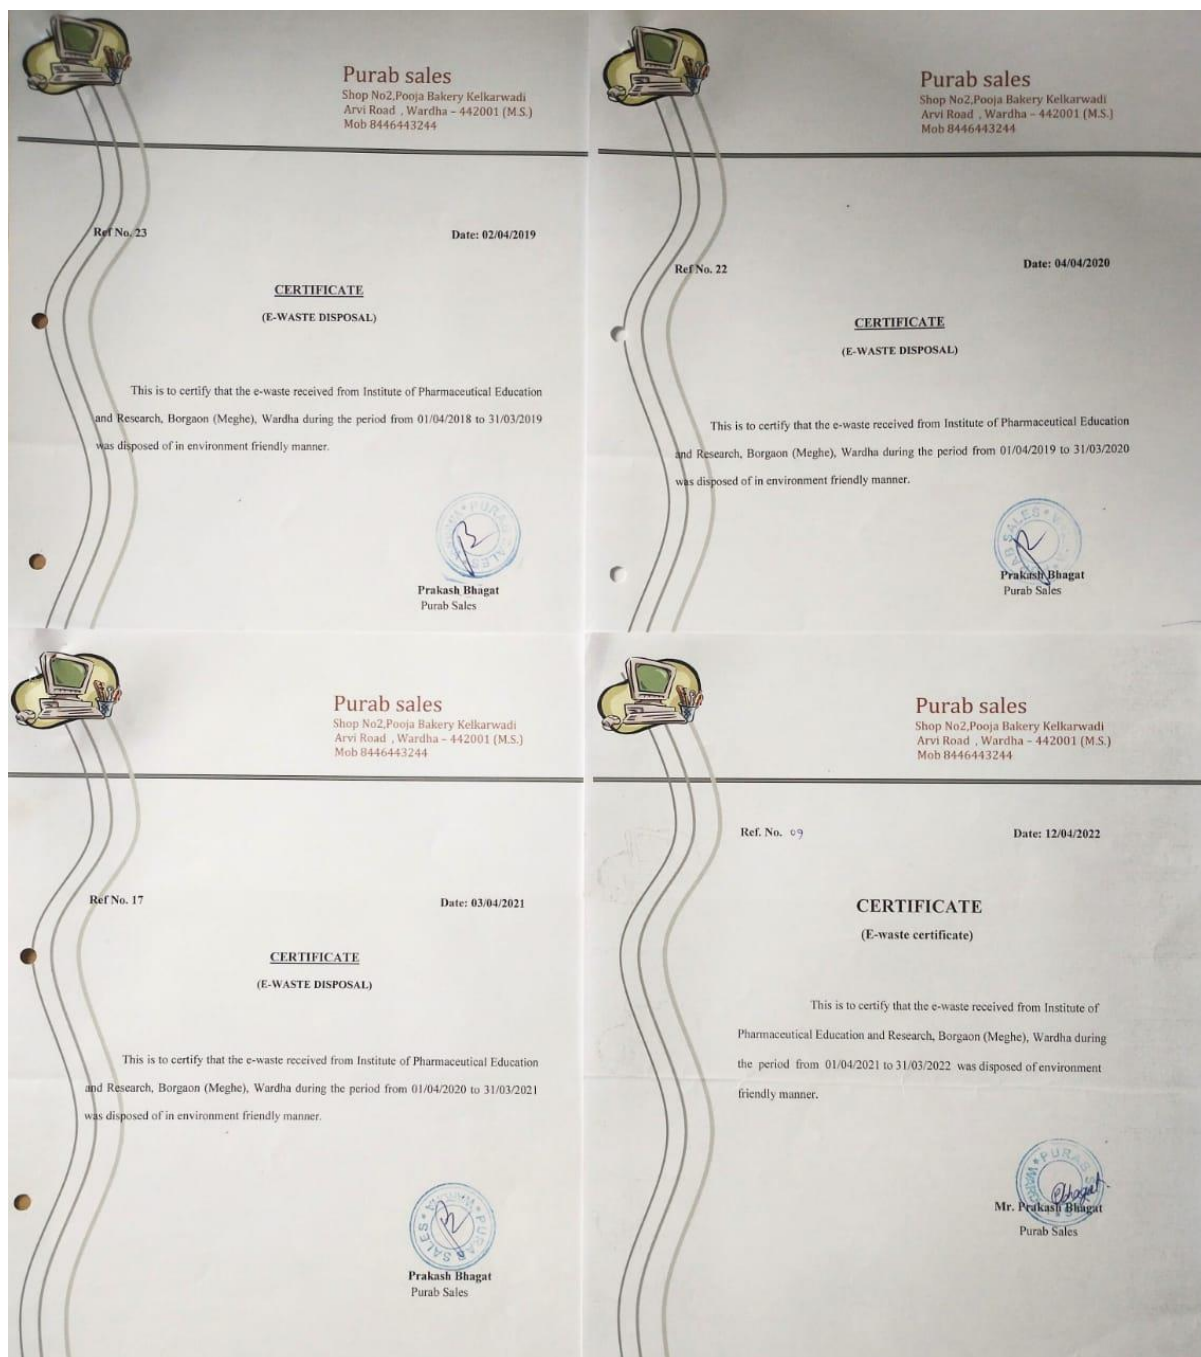 Purab sales
Shop No2,Pooja Bakery Kelkarwadi
Arvi Road , Wardha – 442001 (M.S.)
Mob 8446443244
Ref No. 23
Date: 02/04/2019
CERTIFICATE
(E-WASTE DISPOSAL)
This is to certify that the e-waste received from Institute of Pharmaceutical Education
and Research, Borgaon (Meghe), Wardha during the period from 01/04/2018 to 31/03/2019
was disposed of in environment friendly manner.
Prakash Bhagat
Purab Sales
Purab sales
Shop No2,Pooja Bakery Kelkarwadi
Arvi Road , Wardha – 442001 (M.S.)
Mob 8446443244
Ref No. 22
Date: 04/04/2020
CERTIFICATE
(E-WASTE DISPOSAL)
This is to certify that the e-waste received from Institute of Pharmaceutical Education
and Research, Borgaon (Meghe), Wardha during the period from 01/04/2019 to 31/03/2020
was disposed of in environment friendly manner.
SALES
Prakash Bhagat
Purab Sales
Purab sales
Shop No2,Pooja Bakery Kelkarwadi
Arvi Road , Wardha – 442001 (M.S.)
Mob 8446443244
Ref No. 17
Date: 03/04/2021
CERTIFICATE
(E-WASTE DISPOSAL)
This is to certify that the e-waste received from Institute of Pharmaceutical Education
and Research, Borgaon (Meghe), Wardha during the period from 01/04/2020 to 31/03/2021
was disposed of in environment friendly manner.
PURAB SALES
Prakash Bhagat
Purab Sales
Purab sales
Shop No2,Pooja Bakery Kelkarwadi
Arvi Road , Wardha – 442001 (M.S.)
Mob 8446443244
Ref. No. 09
Date: 12/04/2022
CERTIFICATE
(E-waste certificate)
This is to certify that the e-waste received from Institute of
Pharmaceutical Education and Research, Borgaon (Meghe), Wardha during
the period from 01/04/2021 to 31/03/2022 was disposed of environment
friendly manner.
Mr. Prakash Bhagat
Purab Sales